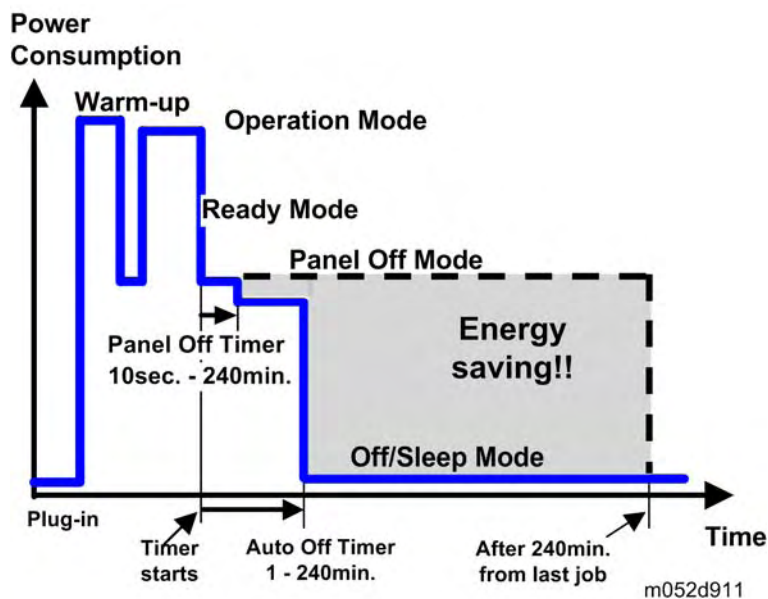 Power
Consumption
Warm-up
Operation Mode
Ready Mode
Panel Off Mode
Panel Off Timer
10sec. - 240min.
Energy
saving!!
Off/Sleep Mode
Plug-in
Timer
starts
Auto Off Timer
1 - 240min.
After 240min.
from last job
Time
m052d911